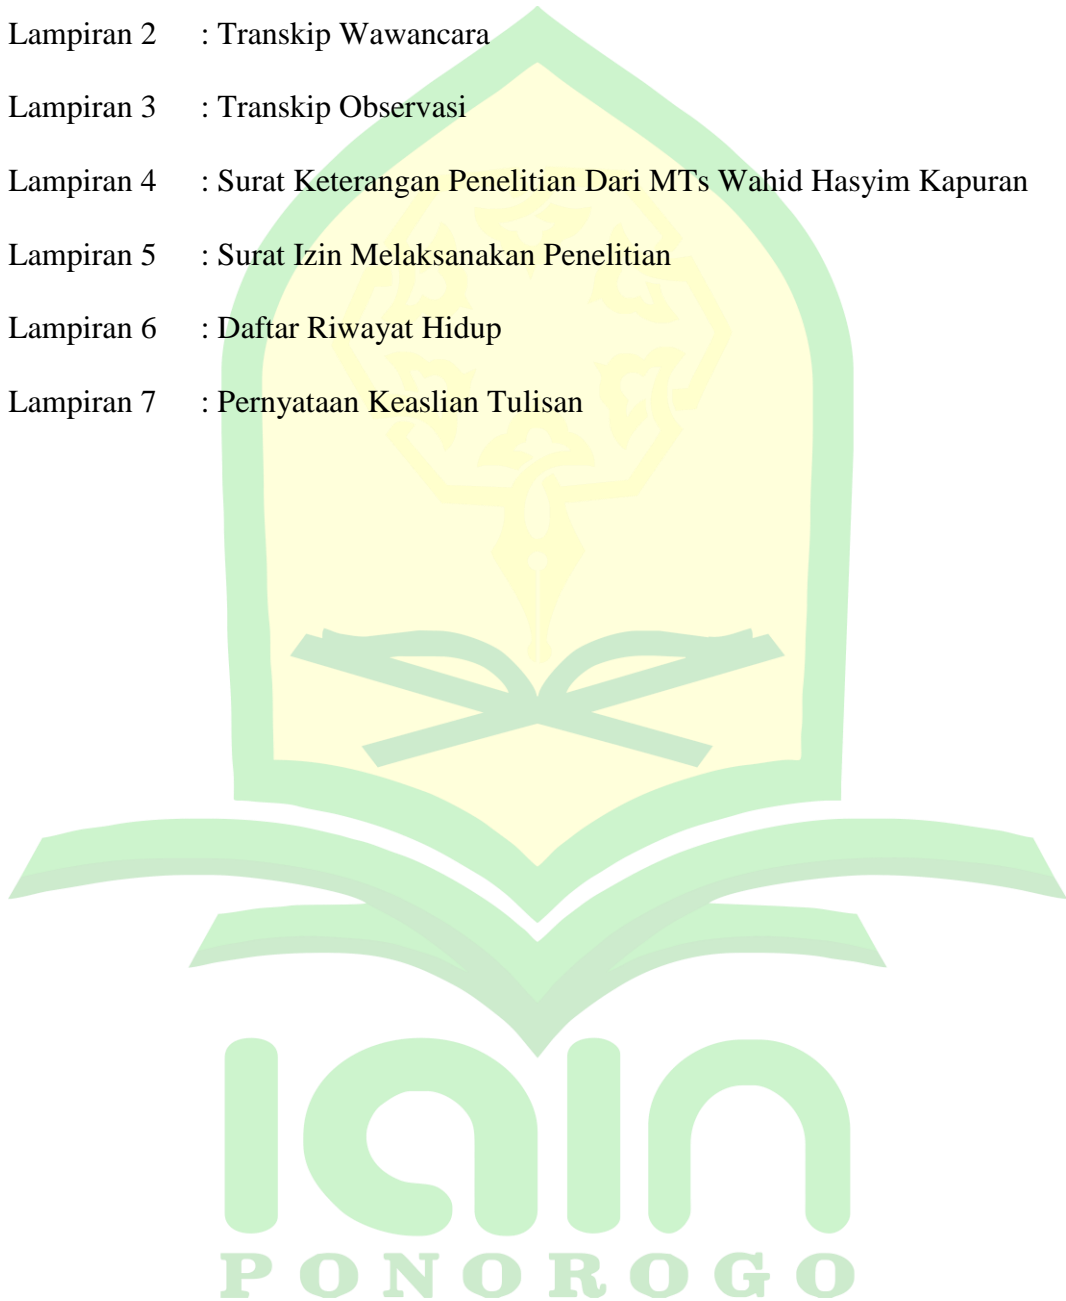 Lampiran 2 : Transkip Wawancara
Lampiran 3 : Transkip Observasi
Lampiran 4 : Surat Keterangan Penelitian Dari MTs Wahid Hasyim Kapuran
Lampiran 5 : Surat Izin Melaksanakan Penelitian
Lampiran 6 : Daftar Riwayat Hidup
Lampiran 7 : Pernyataan Keaslian Tulisan
iain
PONOROGO